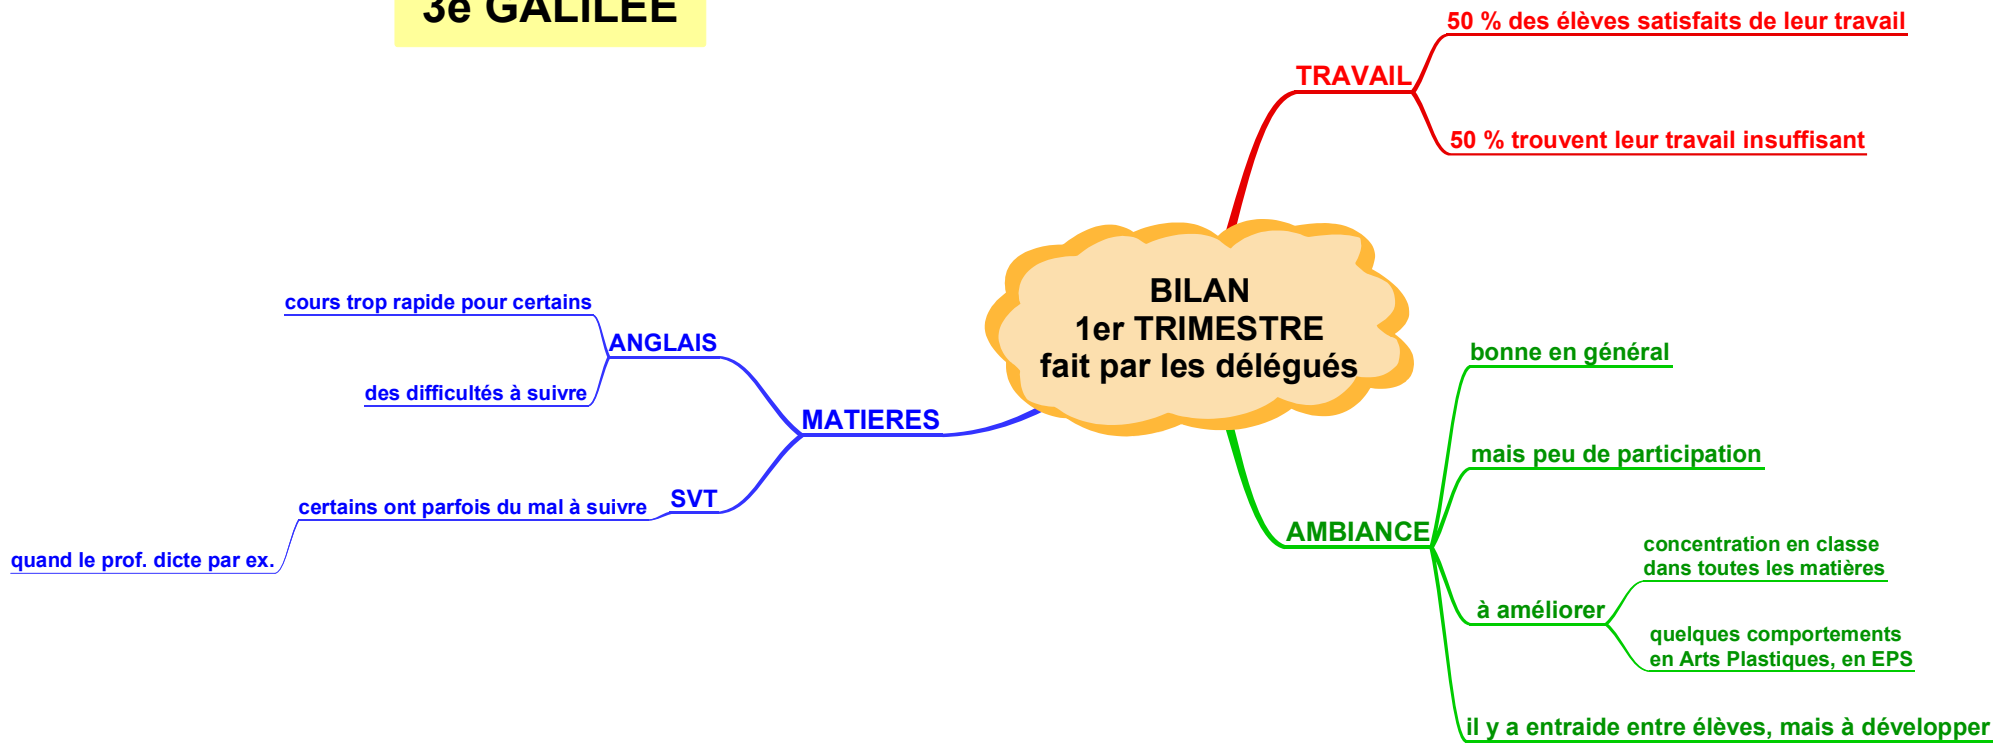 3e GALILEE
50 % des élèves satisfaits de leur travail
TRAVAIL
50 % trouvent leur travail insuffisant
BILAN
1er TRIMESTRE
fait par les délégués
cours trop rapide pour certains
ANGLAIS
des difficultés à suivre
MATIERES
SVT
certains ont parfois du mal à suivre
quand le prof. dicte par ex.
bonne en général
mais peu de participation
AMBIANCE
concentration en classe
dans toutes les matières
à améliorer
quelques comportements
en Arts Plastiques, en EPS
il y a entraide entre élèves, mais à développer